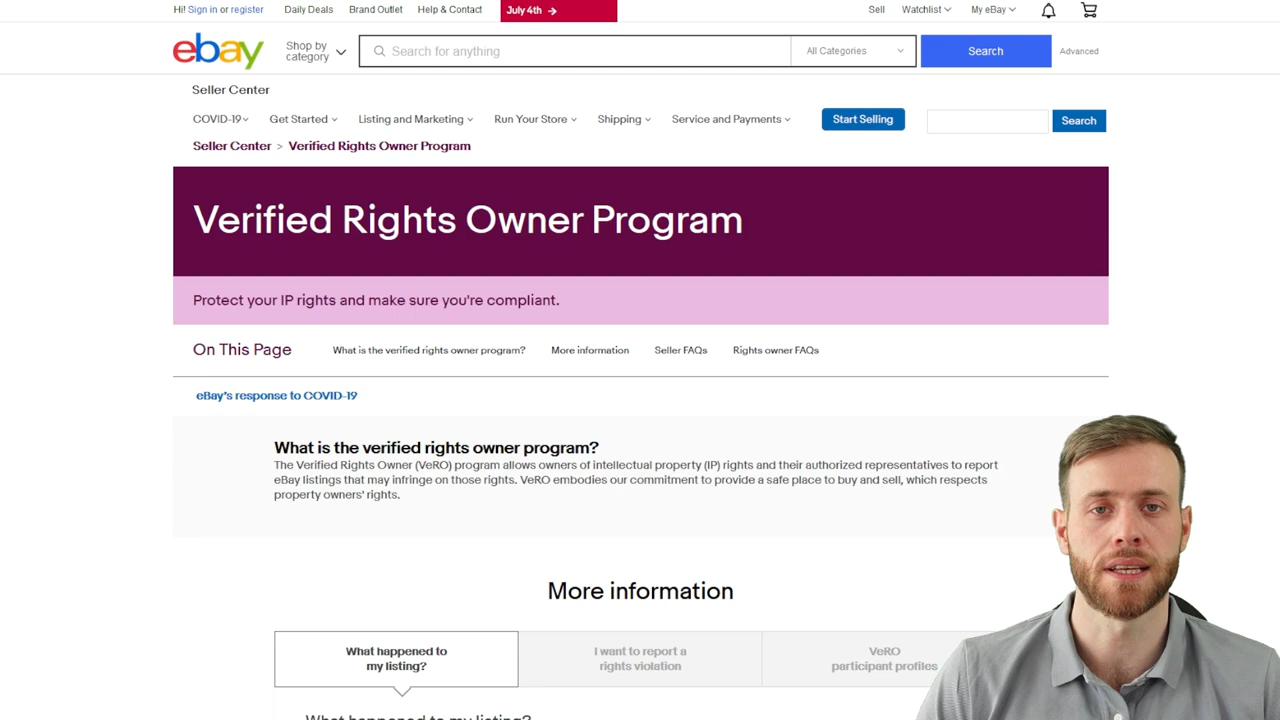 Hi! Sign in or register
Daily Deals
Brand Outlet
Help & Contact
July 4th →
Sell
Watchlist
My eBay
ebay
Shop by
category
Search for anything
All Categories
Search
Advanced
Seller Center
COVID-19
Get Started
Listing and Marketing
Run Your Store
Shipping
Service and Payments
Start Selling
Search
Seller Center > Verified Rights Owner Program
Verified Rights Owner Program
Protect your IP rights and make sure you're compliant.
On This Page
What is the verified rights owner program?
More information
Seller FAQs
Rights owner FAQs
eBay's response to COVID-19
What is the verified rights owner program?
The Verified Rights Owner (VeRO) program allows owners of intellectual property (IP) rights and their authorized representatives to report
eBay listings that may infringe on those rights. VeRO embodies our commitment to provide a safe place to buy and sell, which respects
property owners' rights.
More information
What happened to
my listing?
I want to report a
rights violation
VeRO
participant profiles
What happened to my listing?